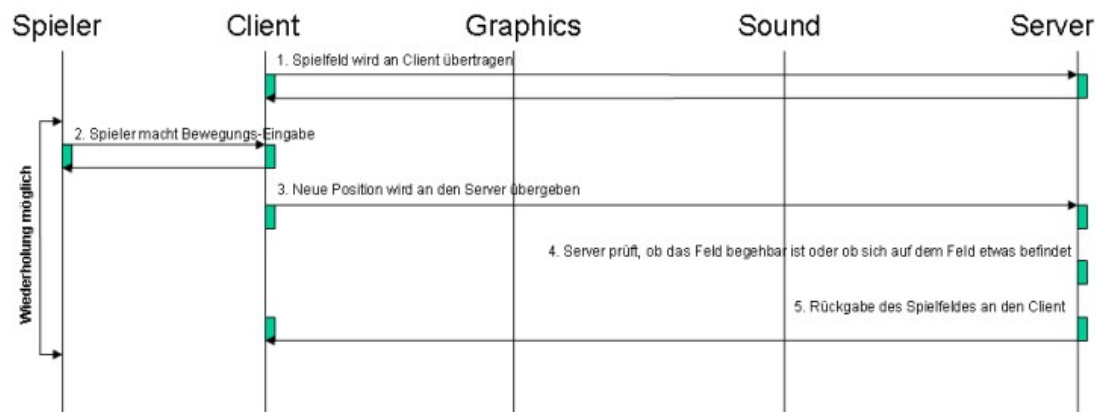 Spieler Client Graphics Sound Server
1. Spielfeld wird an Client übertragen
2. Spieler macht Bewegungs-Eingabe
3. Neue Position wird an den Server übergeben
4. Server prüft, ob das Feld begehbar ist oder ob sich auf dem Feld etwas befindet
5. Rückgabe des Spielfeldes an den Client
Wiederholung möglich